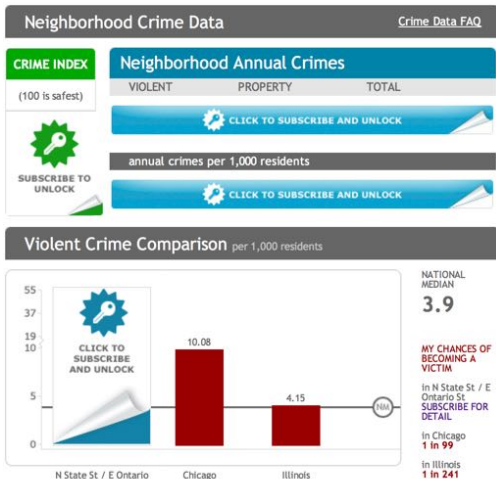 Neighborhood Crime Data
Crime Data FAQ
CRIME INDEX
(100 is safest)
SUBSCRIBE TO
UNLOCK
Neighborhood Annual Crimes
VIOLENT PROPERTY TOTAL
CLICK TO SUBSCRIBE AND UNLOCK
annual crimes per 1,000 residents
CLICK TO SUBSCRIBE AND UNLOCK
Violent Crime Comparison per 1,000 residents
55
37
19
10
5
0
CLICK TO
SUBSCRIBE
AND UNLOCK
10.08
4.15
NM
N State St / E Ontario
Chicago
Illinois
NATIONAL
MEDIAN
3.9
MY CHANCES OF
BECOMING A
VICTIM
in N State St / E
Ontario St
SUBSCRIBE FOR
DETAIL
in Chicago
1 in 99
in Illinois
1 in 241